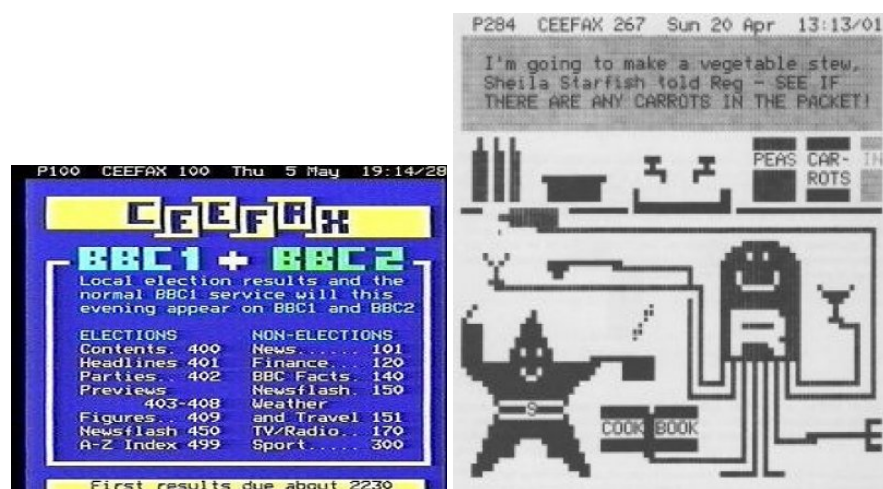 P100 CEEFAX 100 Thu 5 May 19:14/28
CEEFAX
BBC1 + BBC2
Local election results and the
normal BBC1 service will this
evening appear on BBC1 and BBC2
ELECTIONS
Contents. 400
Headlines 401
Parties.. 402
Previews
403-408
Figures.. 409
Newsflash 450
A-Z Index 499
NON-ELECTIONS
News...... 101
Finance... 120
BBC Facts. 140
Newsflash. 150
Weather
and Travel 151
TV/Radio.. 170
Sport..... 300
First results due about 2230
P284 CEEFAX 267 Sun 20 Apr 13:13/01
I'm going to make a vegetable stew,
Sheila Starfish told Reg - SEE IF
THERE ARE ANY CARROTS IN THE PACKET!
PEAS
CAR-
ROTS
IN
S
COOK BOOK